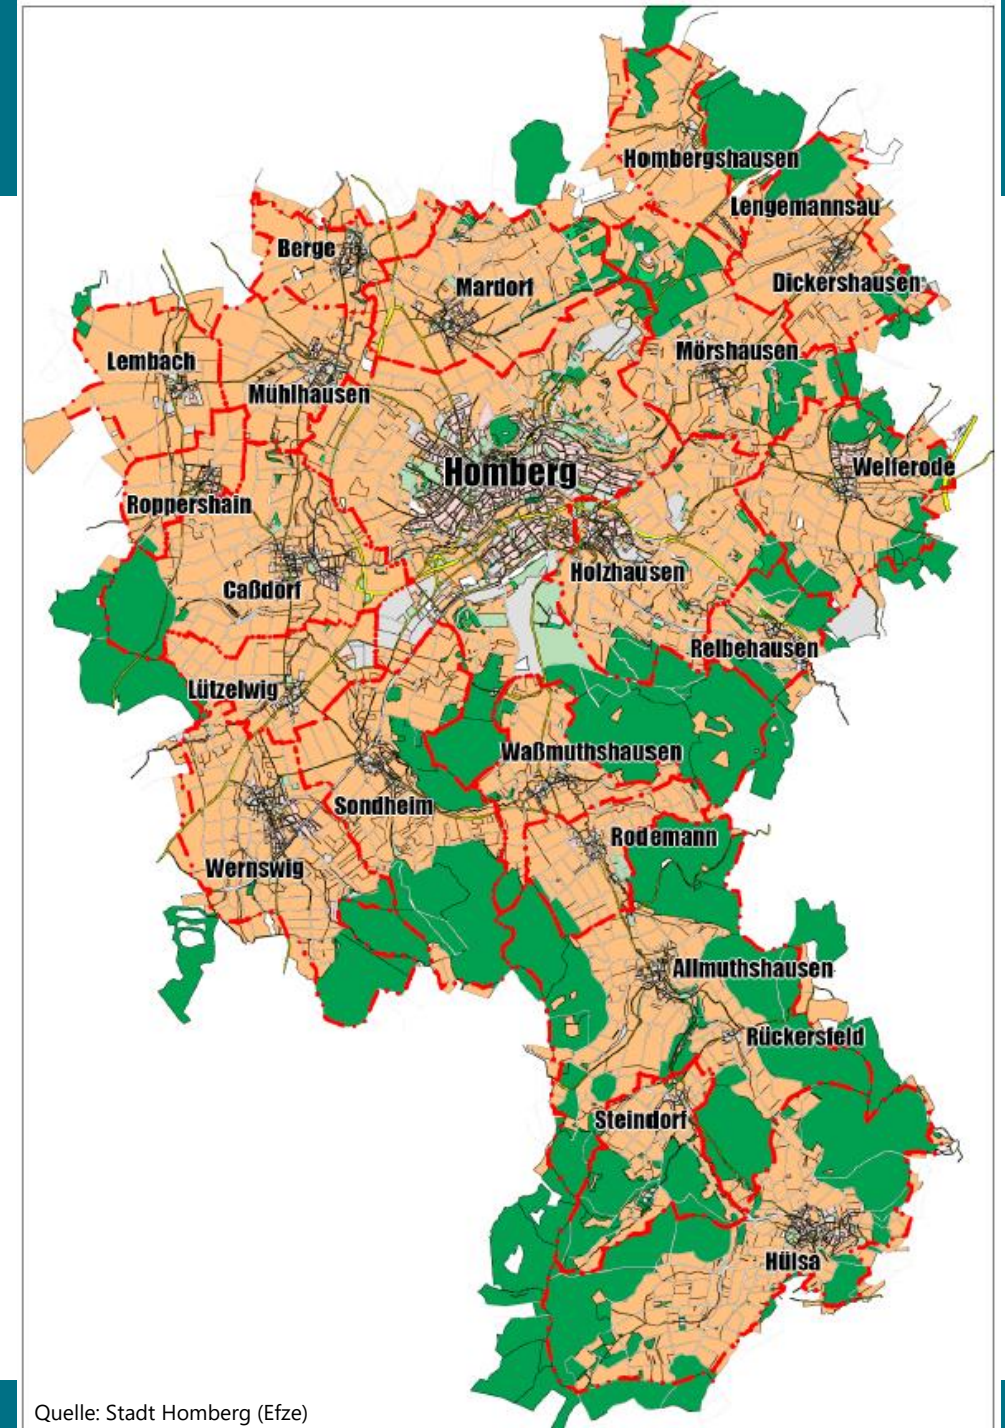 Hombergshausen
Lengemannsau
Berge
Dickershausen
Mardorf
Mörshausen
Lembach
Mühlhausen
Homberg
Welferode
Roppershain
Holzhausen
Caßdorf
Relbehausen
Lützelwig
Waßmuthshausen
Sondheim
Rodemann
Wernswig
Allmuthshausen
Rückersfeld
Steindorf
Hülsa
Quelle: Stadt Homberg (Efze)